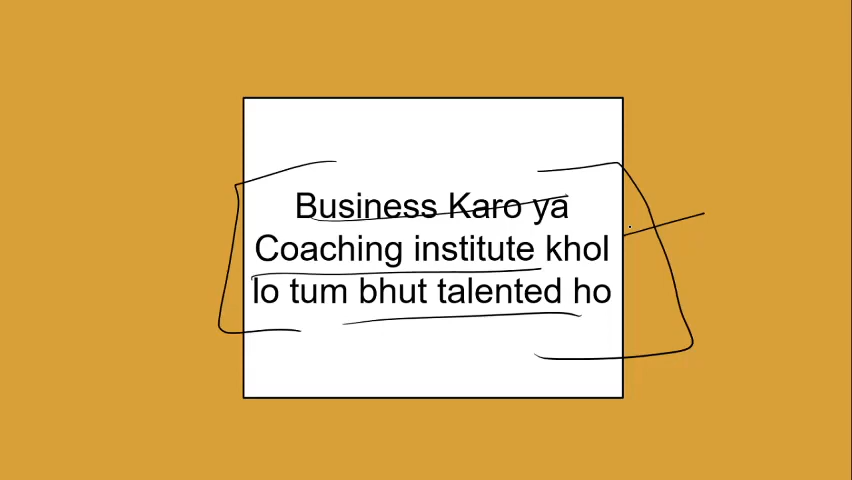 Business Karo ya
Coaching institute khol
lo tum bhut talented ho